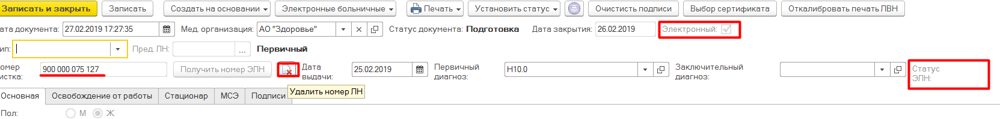 Записать и закрыть Записать Создать на основании Электронные больничные Печать Установить статус Очистисть подписи Выбор сертификата Откалибровать печать ЛВН
ата документа: 27.02.2019 17:27:35 Мед. организация: АО "Здоровье" Статус документа: Подготовка Дата закрытия: 26.02.2019 Электронный:
ип: Пред. ЛН: ... Первичный
омер истка: 900 000 075 127 Получить номер ЭЛН Дата выдачи: 25.02.2019 Первичный диагноз: H10.0 Заключительный диагноз: Статус ЭЛН:
Удалить номер ЛН
Основная Освобождение от работы Стационар МСЭ Подписи
Пол: М Ж